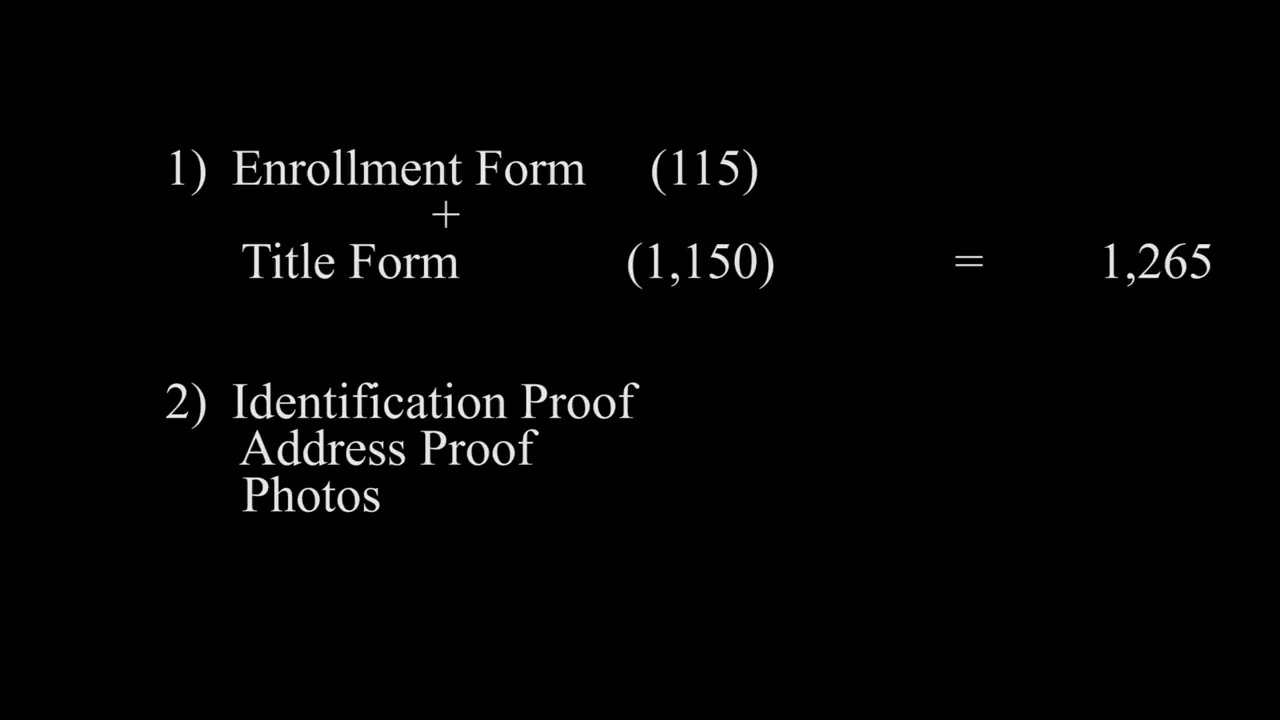 1) Enrollment Form (115)
+
Title Form (1,150) = 1,265
2) Identification Proof
Address Proof
Photos